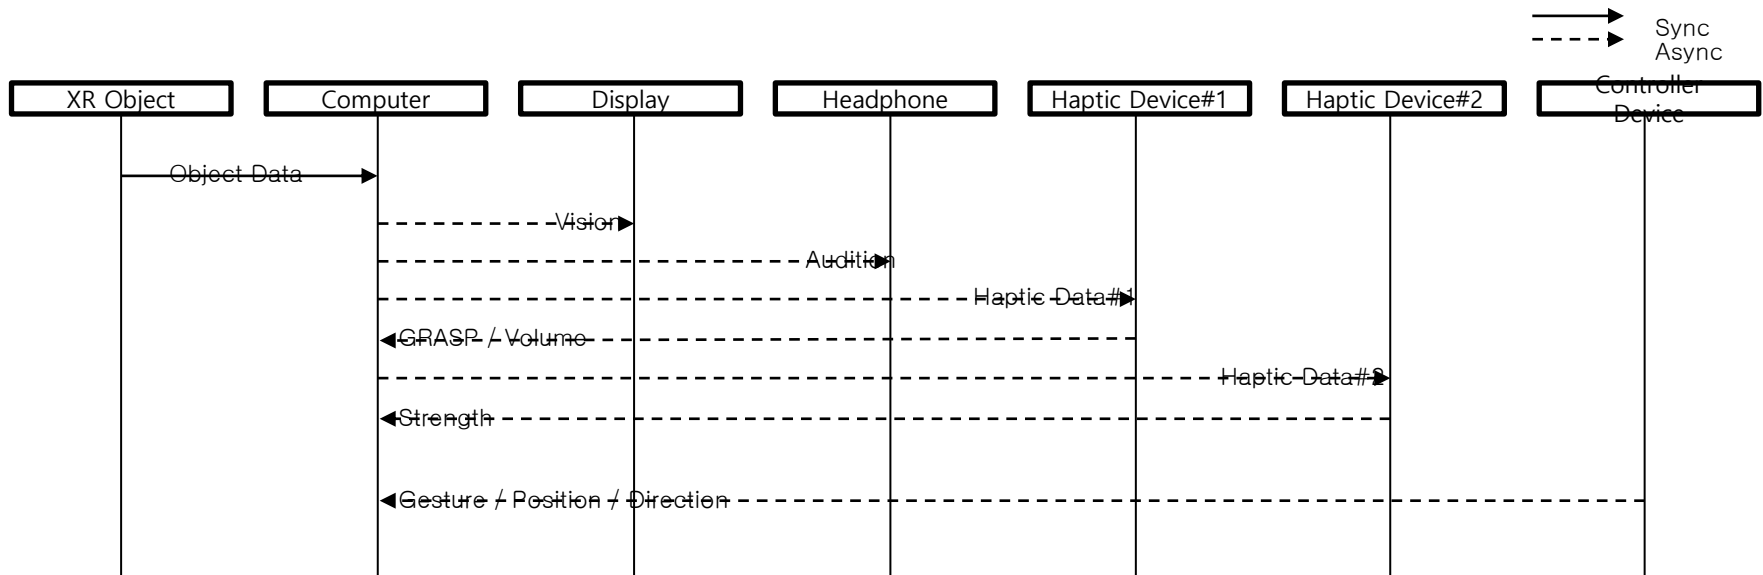 Sync
Async
XR Object
Computer
Display
Headphone
Haptic Device#1
Haptic Device#2
Controller
Device
Object Data
Vision
Audition
Haptic Data#1
GRASP / Volume
Haptic Data#2
Strength
Gesture / Position / Direction